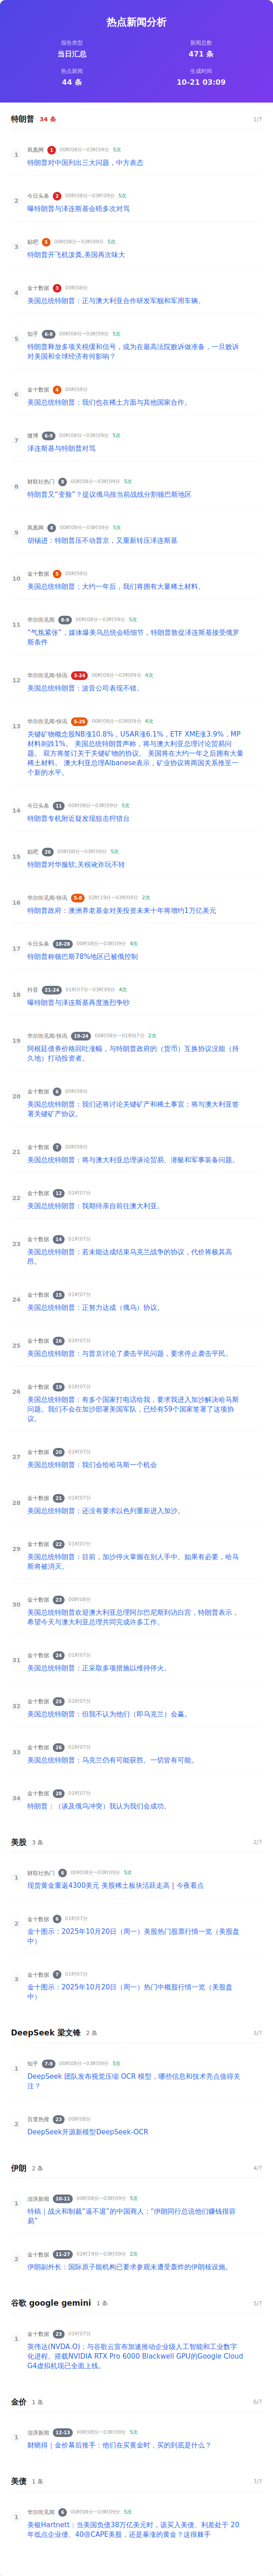 热点新闻分析
报告类型
当日汇总
新闻总数
471 条
热点新闻
44 条
生成时间
10-21 03:09
特朗普 34 条 1/7
1
凤凰网 1 00时08分~03时09分 5次
特朗普对中国列出三大问题，中方表态
2
今日头条 2 00时08分~03时09分 5次
曝特朗普与泽连斯基会晤多次对骂
3
贴吧 5 00时08分~03时09分 5次
特朗普开飞机泼粪,美国再次味大
4
金十数据 3 00时08分
美国总统特朗普：正与澳大利亚合作研发军舰和军用车辆。
5
知乎 6-8 00时08分~03时09分 5次
特朗普释放多项关税缓和信号，或为在最高法院败诉做准备，一旦败诉
对美国和全球经济有何影响？
6
金十数据 4 00时08分
美国总统特朗普：我们也在稀土方面与其他国家合作。
7
微博 6-9 00时08分~03时09分 5次
泽连斯基与特朗普对骂
8
财联社热门 8 00时08分~03时09分 5次
特朗普又“变脸”？提议俄乌按当前战线分割顿巴斯地区
9
凤凰网 8 00时08分~03时09分 5次
胡锡进：特朗普压不动普京，又重新转压泽连斯基
10
金十数据 5 00时08分
美国总统特朗普：大约一年后，我们将拥有大量稀土材料。
11
华尔街见闻 8-9 00时08分~03时09分 5次
“气氛紧张”，媒体爆美乌总统会晤细节，特朗普敦促泽连斯基接受俄罗
斯条件
12
华尔街见闻-快讯 3-24 00时08分~03时09分 4次
美国总统特朗普：波音公司表现不错。
13
华尔街见闻-快讯 5-26 00时08分~03时09分 4次
关键矿物概念股NB涨10.8%，USAR涨6.1%，ETF XME涨3.9%，MP
材料则跌1%。 美国总统特朗普声称，将与澳大利亚总理讨论贸易问
题。 双方将签订关于关键矿物的协议。 美国将在大约一年之后拥有大量
稀土材料。 澳大利亚总理Albanese表示，矿业协议将两国关系推至一
个新的水平。
14
今日头条 13 00时08分~03时09分 5次
特朗普专机附近疑发现狙击狩猎台
15
贴吧 26 00时08分~03时09分 5次
特朗普对华服软,关税讹诈玩不转
16
华尔街见闻-快讯 5-8 02时19分~03时09分 2次
特朗普政府：澳洲养老基金对美投资未来十年将增约1万亿美元
17
今日头条 18-28 00时08分~03时09分 4次
特朗普称顿巴斯78%地区已被俄控制
18
抖音 21-24 01时07分~03时09分 4次
曝特朗普与泽连斯基再度激烈争吵
19
华尔街见闻-快讯 19-24 00时08分~01时07分 2次
阿根廷债券价格回吐涨幅，与特朗普政府的（货币）互换协议没能（持
久地）打动投资者。
20
金十数据 6 00时08分
美国总统特朗普：我们还将讨论关键矿产和稀土事宜；将与澳大利亚签
署关键矿产协议。
21
金十数据 7 00时08分
美国总统特朗普：将与澳大利亚总理谈论贸易、潜艇和军事装备问题。
22
金十数据 12 01时07分
美国总统特朗普：我期待亲自前往澳大利亚。
23
金十数据 14 01时07分
美国总统特朗普：若未能达成结束乌克兰战争的协议，代价将极其高
昂。
24
金十数据 15 01时07分
美国总统特朗普：正努力达成（俄乌）协议。
25
金十数据 16 01时07分
美国总统特朗普：与普京讨论了袭击平民问题，要求停止袭击平民。
26
金十数据 18 01时07分
美国总统特朗普：有多个国家打电话给我，要求我进入加沙解决哈马斯
问题。我们不会在加沙部署美国军队，已经有59个国家签署了这项协
议。
27
金十数据 20 01时07分
美国总统特朗普：我们会给哈马斯一个机会
28
金十数据 21 01时07分
美国总统特朗普：还没有要求以色列重新进入加沙。
29
金十数据 22 01时07分
美国总统特朗普：目前，加沙停火掌握在别人手中。如果有必要，哈马
斯将被消灭。
30
金十数据 23 00时08分
美国总统特朗普欢迎澳大利亚总理阿尔巴尼斯到访白宫，特朗普表示，
希望今天与澳大利亚总理共同完成许多工作。
31
金十数据 24 01时07分
美国总统特朗普：正采取多项措施以维持停火。
32
金十数据 25 01时07分
美国总统特朗普：但我不认为他们（即乌克兰）会赢。
33
金十数据 26 01时07分
美国总统特朗普：乌克兰仍有可能获胜。一切皆有可能。
34
金十数据 28 01时07分
特朗普：（谈及俄乌冲突）我认为我们会成功。
美股 3 条 2/7
1
财联社热门 6 00时08分~03时09分 5次
现货黄金重返4300美元 美股稀土板块活跃走高 | 今夜看点
2
金十数据 6 01时07分
金十图示：2025年10月20日（周一）美股热门股票行情一览（美股盘
中）
3
金十数据 7 01时07分
金十图示：2025年10月20日（周一）热门中概股行情一览（美股盘
中）
DeepSeek 梁文锋 2 条 3/7
1
知乎 7-9 00时08分~03时09分 5次
DeepSeek 团队发布视觉压缩 OCR 模型，哪些信息和技术亮点值得关
注？
2
百度热搜 23 00时08分
DeepSeek开源新模型DeepSeek-OCR
伊朗 2 条 4/7
1
澎湃新闻 10-11 00时08分~03时09分 5次
特稿｜战火和制裁“逼不退”的中国商人：“伊朗同行总说他们赚钱很容
易”
2
金十数据 11-27 02时19分~03时09分 2次
伊朗副外长：国际原子能机构已要求参观未遭受轰炸的伊朗核设施。
谷歌 google gemini 1 条 5/7
1
金十数据 23 01时07分
英伟达(NVDA.O)：与谷歌云宣布加速推动企业级人工智能和工业数字
化进程。搭载NVIDIA RTX Pro 6000 Blackwell GPU的Google Cloud
G4虚拟机现已全面上线。
金价 1 条 6/7
1
澎湃新闻 12-13 00时08分~03时09分 5次
财晓得｜金价幕后推手：他们在买黄金时，买的到底是什么？
美债 1 条 7/7
1
华尔街见闻 6 00时08分~03时09分 5次
美银Hartnett：当美国负债38万亿美元时，该买入美债、利差处于 20
年低点企业债、40倍CAPE美股，还是暴涨的黄金？这很棘手